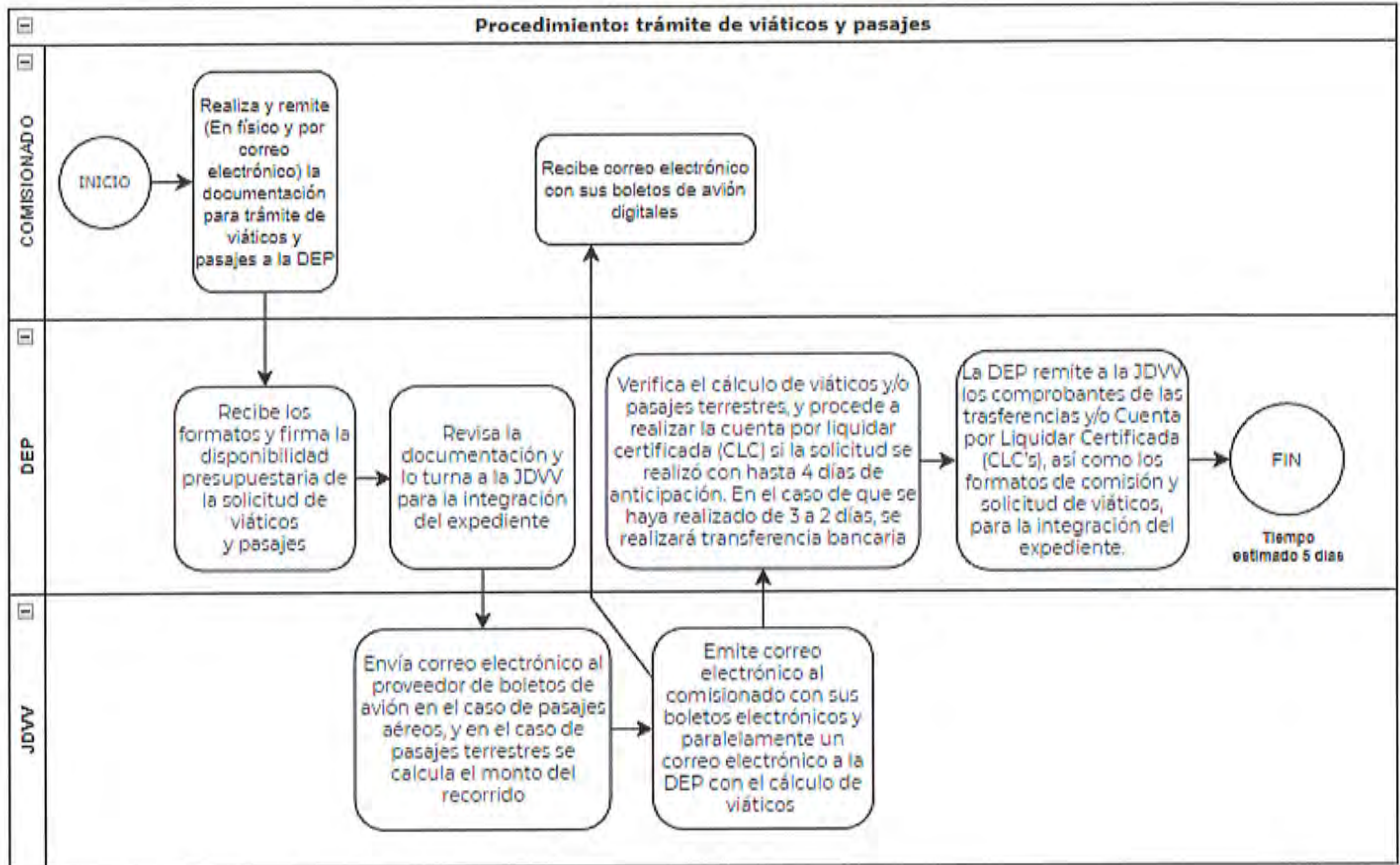 Procedimiento: trámite de viáticos y pasajes
COMISIONADO
INICIO
Realiza y remite
(En físico y por
correo
electrónico) la
documentación
para trámite de
viáticos y
pasajes a la DEP
Recibe correo electrónico
con sus boletos de avión
digitales
DEP
Recibe los
formatos y firma la
disponibilidad
presupuestaria de
la solicitud de
viáticos
y pasajes
Revisa la
documentación y
lo turna a la JDVV
para la integración
del expediente
Verifica el cálculo de viáticos y/o
pasajes terrestres, y procede a
realizar la cuenta por liquidar
certificada (CLC) si la solicitud se
realizó con hasta 4 días de
anticipación. En el caso de que se
haya realizado de 3 a 2 días, se
realizará transferencia bancaria
La DEP remite a la JDVV
los comprobantes de las
trasferencias y/o Cuenta
por Liquidar Certificada
(CLC's), así como los
formatos de comisión y
solicitud de viáticos,
para la integración del
expediente.
FIN
Tiempo
estimado 5 días
JDVV
Envía correo electrónico al
proveedor de boletos de
avión en el caso de pasajes
aéreos, y en el caso de
pasajes terrestres se
calcula el monto del
recorrido
Emite correo
electrónico al
comisionado con sus
boletos electrónicos y
paralelamente un
correo electrónico a la
DEP con el cálculo de
viáticos